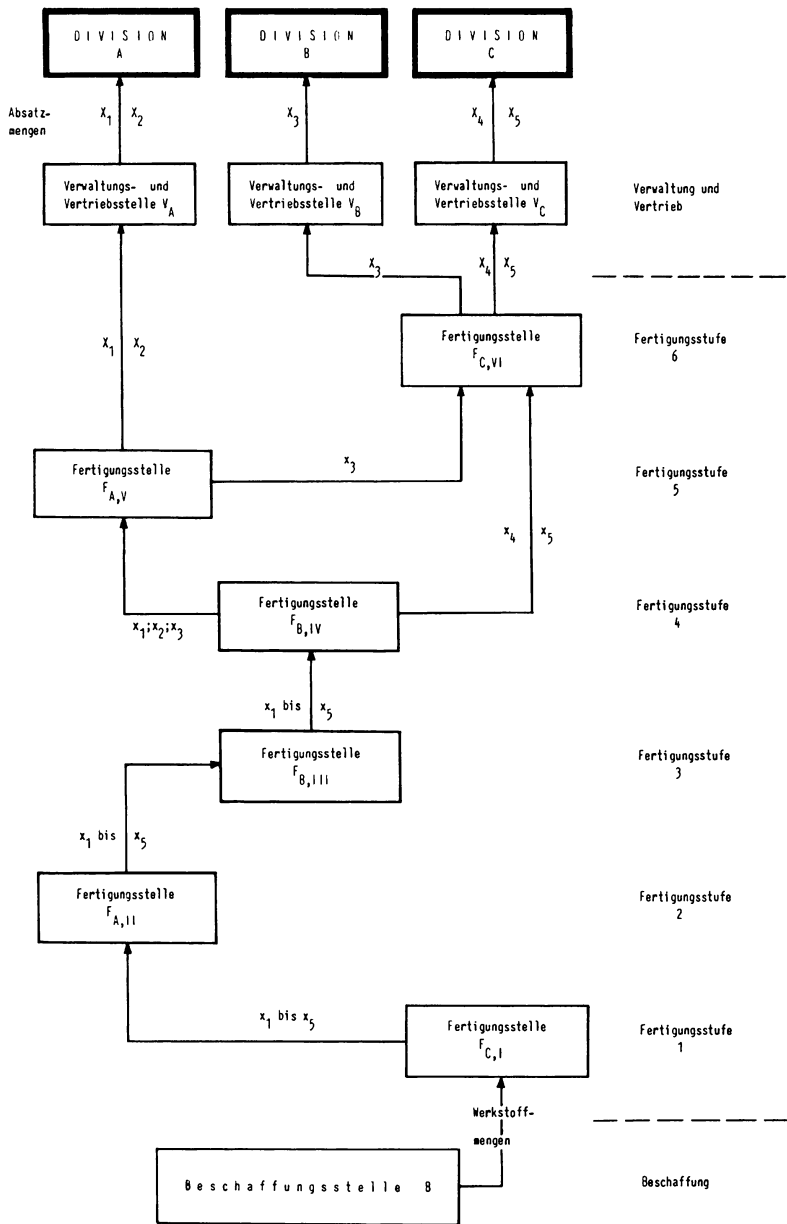 DIVISION
A
DIVISION
B
DIVISION
C
Absatz-
mengen
X1 X2
X3
X4 X5
Verwaltungs- und
Vertriebsstelle VA
Verwaltungs- und
Vertriebsstelle VB
Verwaltungs- und
Vertriebsstelle VC
Verwaltung und
Vertrieb
x3
x4 x5
x1 x2
Fertigungsstelle
FC,VI
Fertigungsstufe
6
Fertigungsstelle
FA,V
x3
Fertigungsstufe
5
x4 x5
Fertigungsstelle
FB,IV
x1;x2;x3
Fertigungsstufe
4
x1 bis x5
Fertigungsstelle
FB,III
Fertigungsstufe
3
x1 bis x5
Fertigungsstelle
FA,II
Fertigungsstufe
2
x1 bis x5
Fertigungsstelle
FC,I
Fertigungsstufe
1
Werkstoff-
mengen
Beschaffungsstelle B
Beschaffung